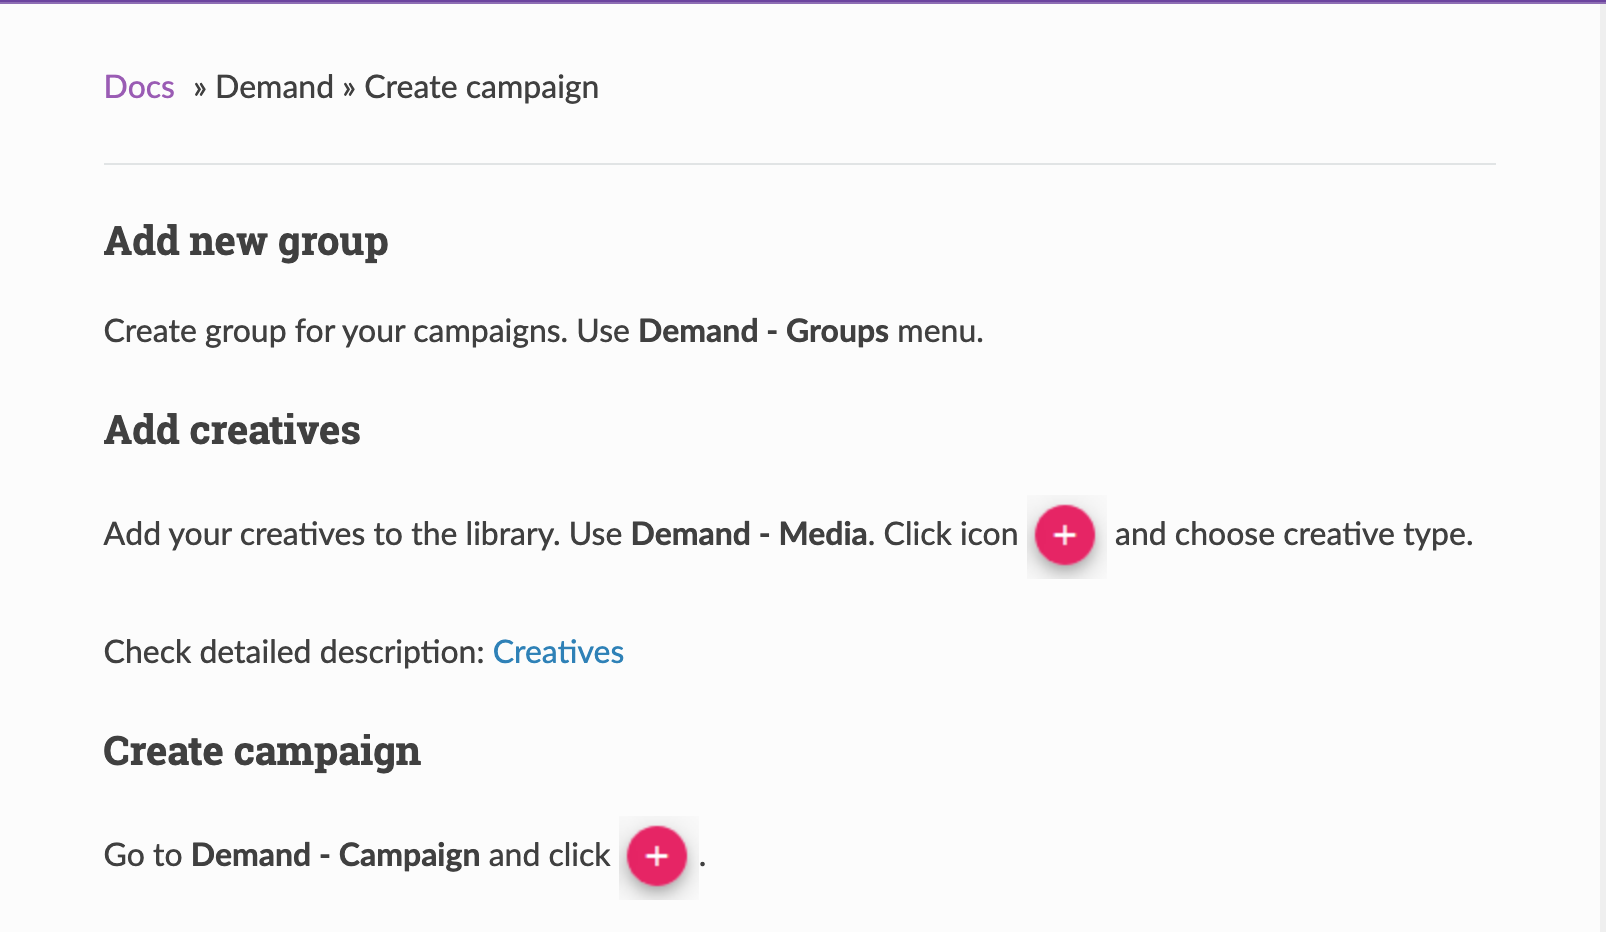 Docs » Demand » Create campaign
Add new group
Create group for your campaigns. Use Demand - Groups menu.
Add creatives
Add your creatives to the library. Use Demand - Media. Click icon + and choose creative type.
Check detailed description: Creatives
Create campaign
Go to Demand - Campaign and click + .